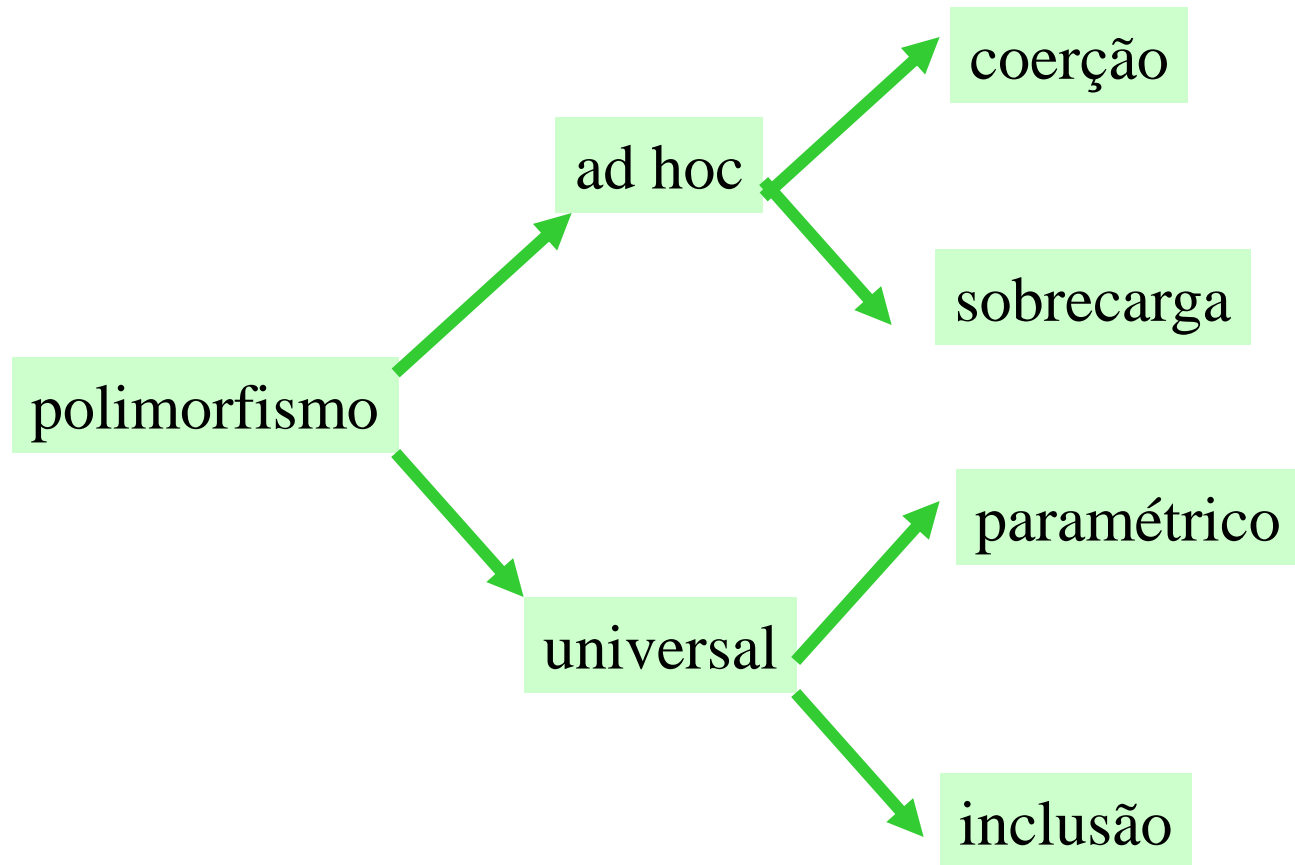 coerção
ad hoc
sobrecarga
polimorfismo
paramétrico
universal
inclusão